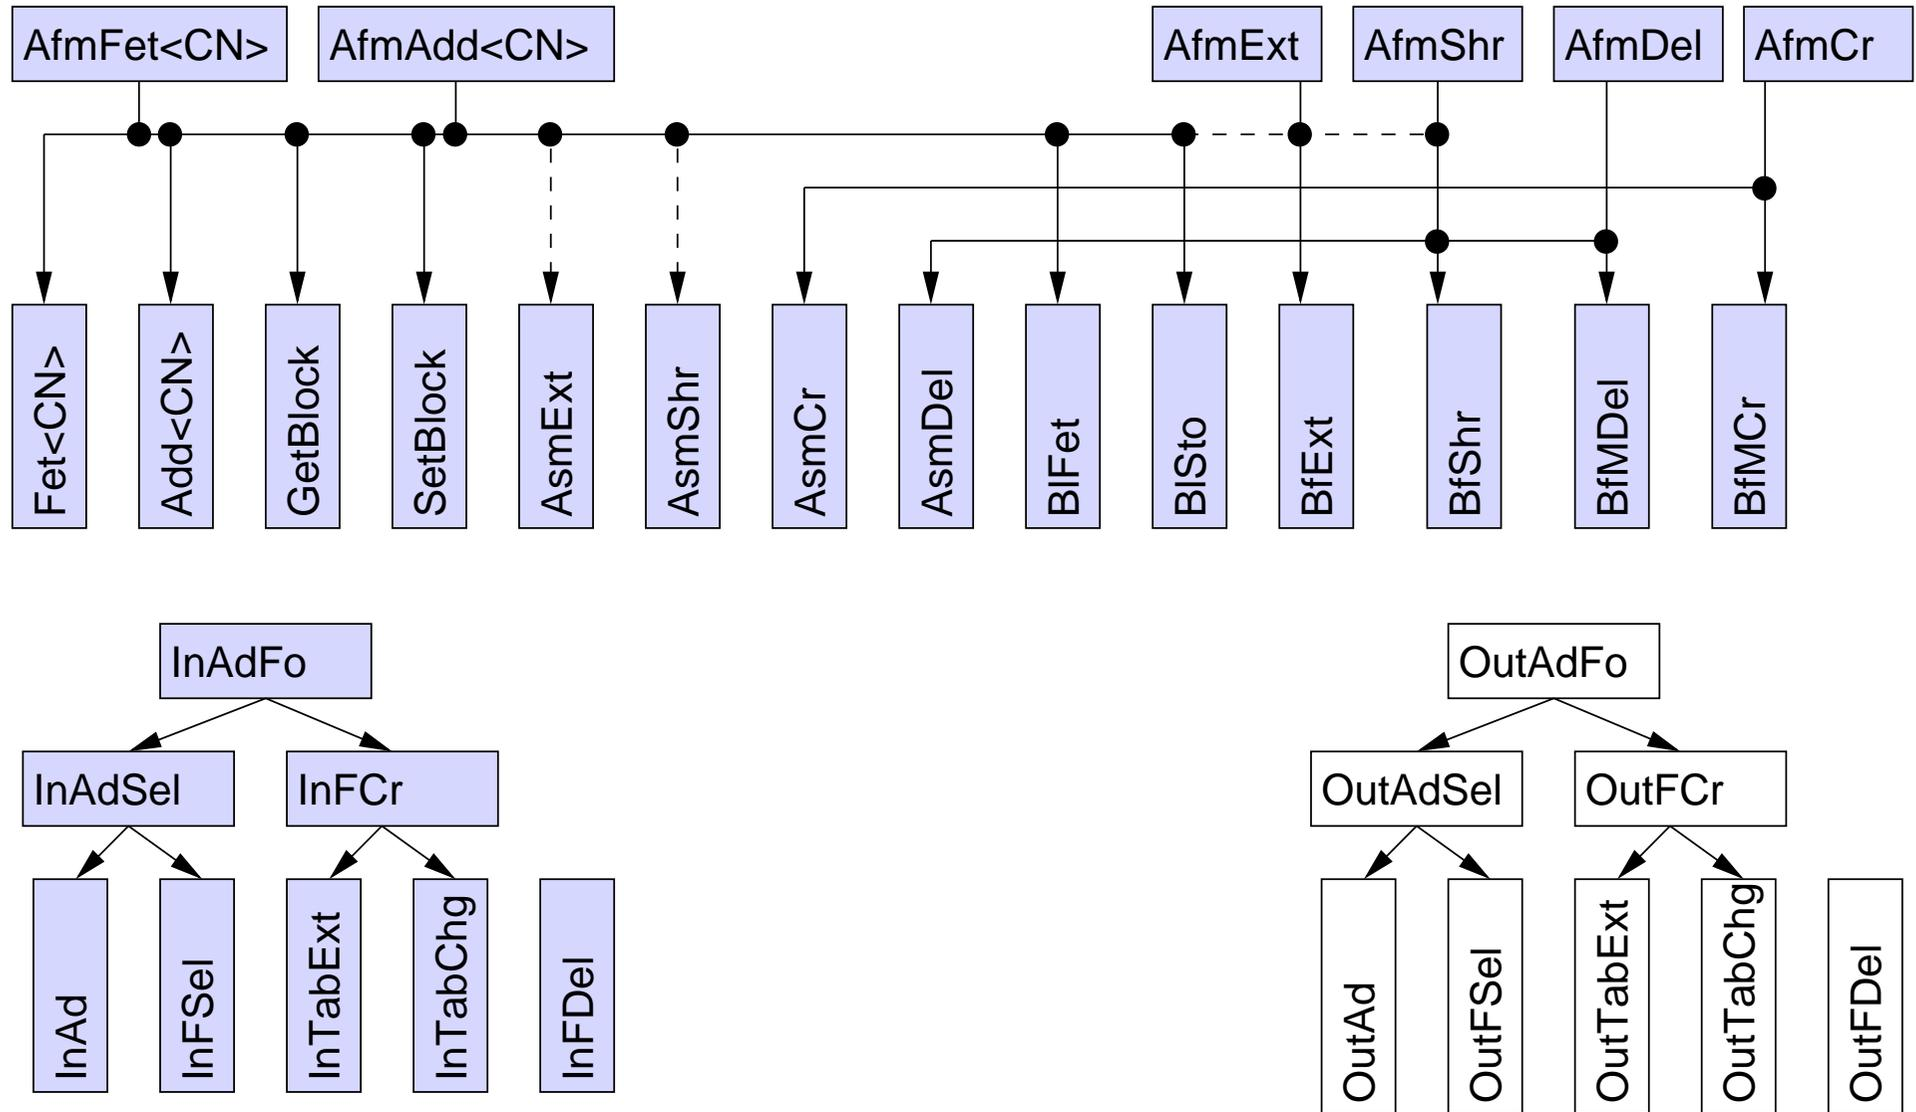 AfmFet<CN>
AfmAdd<CN>
AfmExt
AfmShr
AfmDel
AfmCr
Fet<CN>
Add<CN>
GetBlock
SetBlock
AsmExt
AsmShr
AsmCr
AsmDel
BlFet
BlSto
BfExt
BfShr
BfMDel
BfMCr
InAdFo
OutAdFo
InAdSel
InFCr
OutAdSel
OutFCr
InAd
InFSel
InTabExt
InTabChg
InFDel
OutAd
OutFSel
OutTabExt
OutTabChg
OutFDel